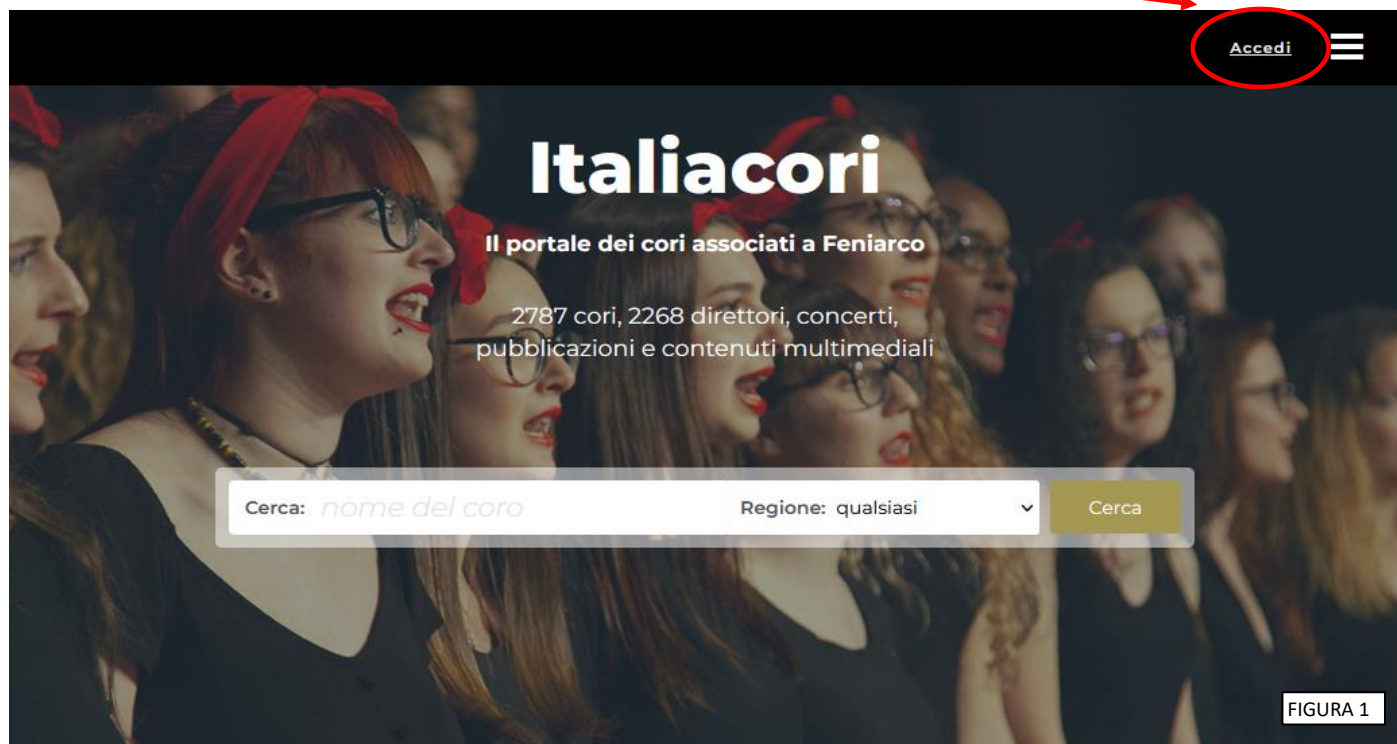 Accedi
Italiacori
Il portale dei cori associati a Feniarco
2787 cori, 2268 direttori, concerti,
pubblicazioni e contenuti multimediali
Cerca: nome del coro Regione: qualsiasi Cerca
FIGURA 1